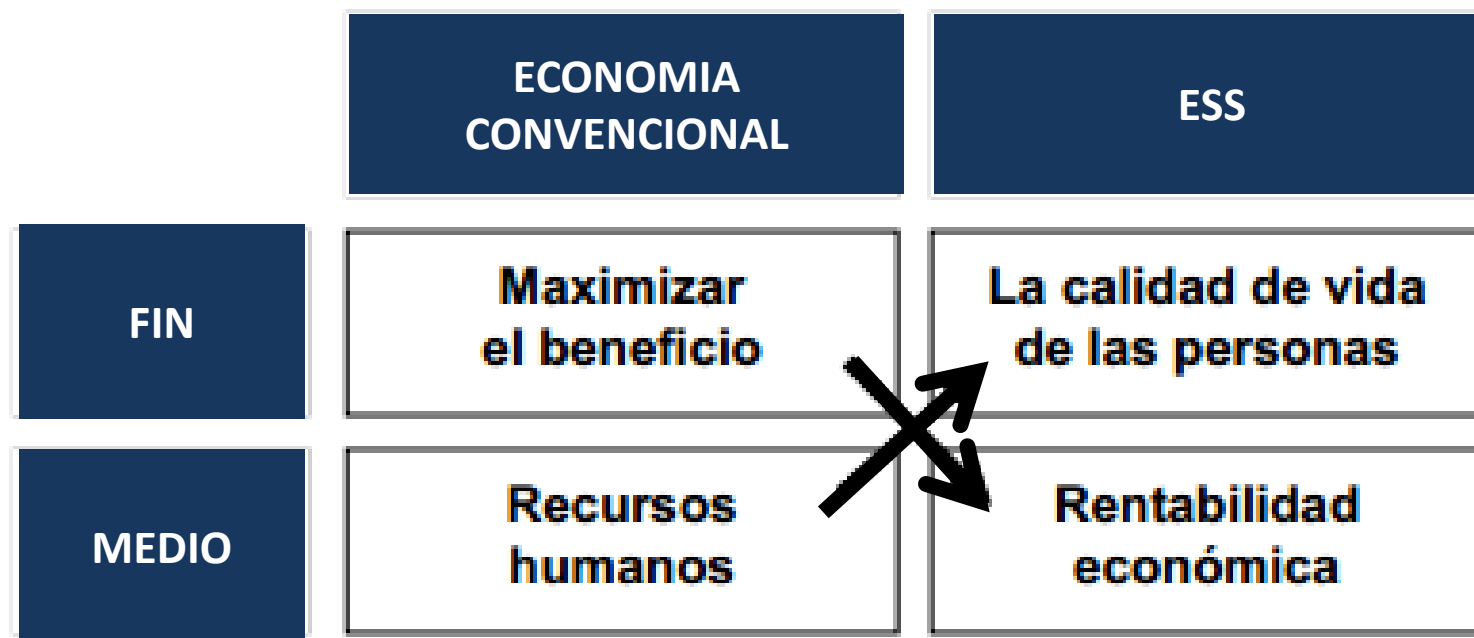 ECONOMIA
CONVENCIONAL
ESS
FIN
Maximizar
el beneficio
La calidad de vida
de las personas
MEDIO
Recursos
humanos
Rentabilidad
económica